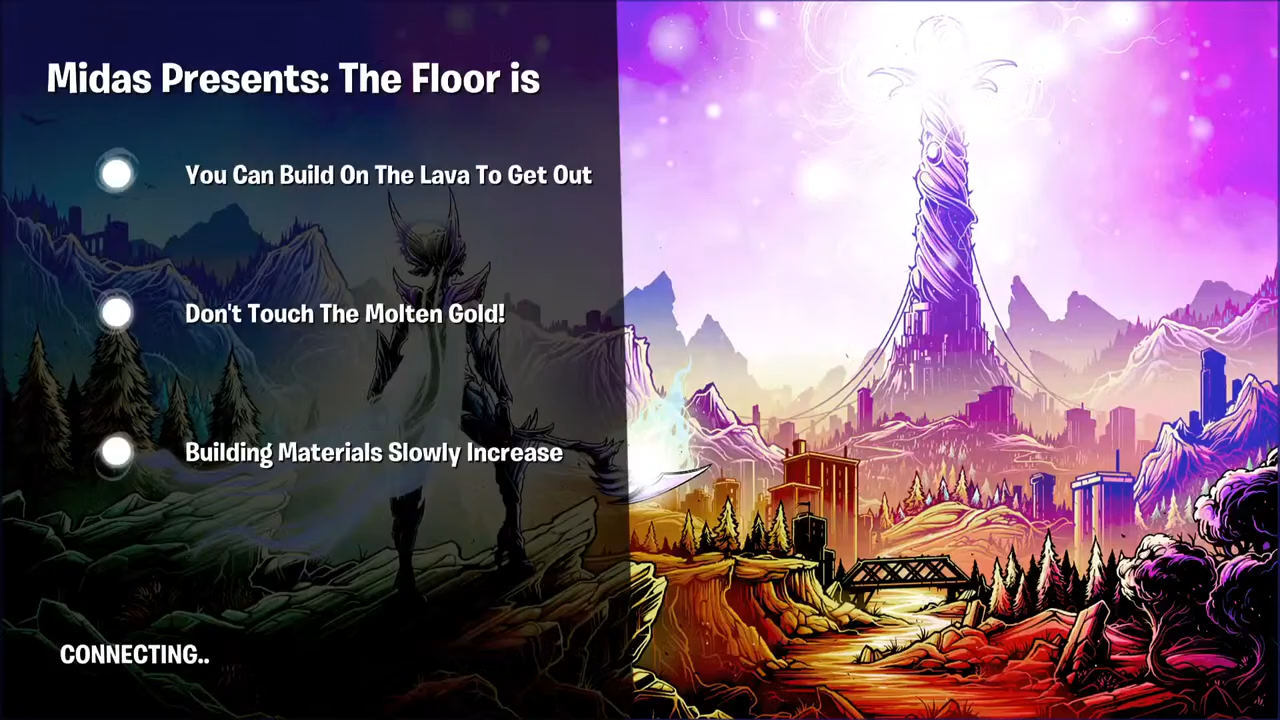 Midas Presents: The Floor is
You Can Build On The Lava To Get Out
Don't Touch The Molten Gold!
Building Materials Slowly Increase
CONNECTING..